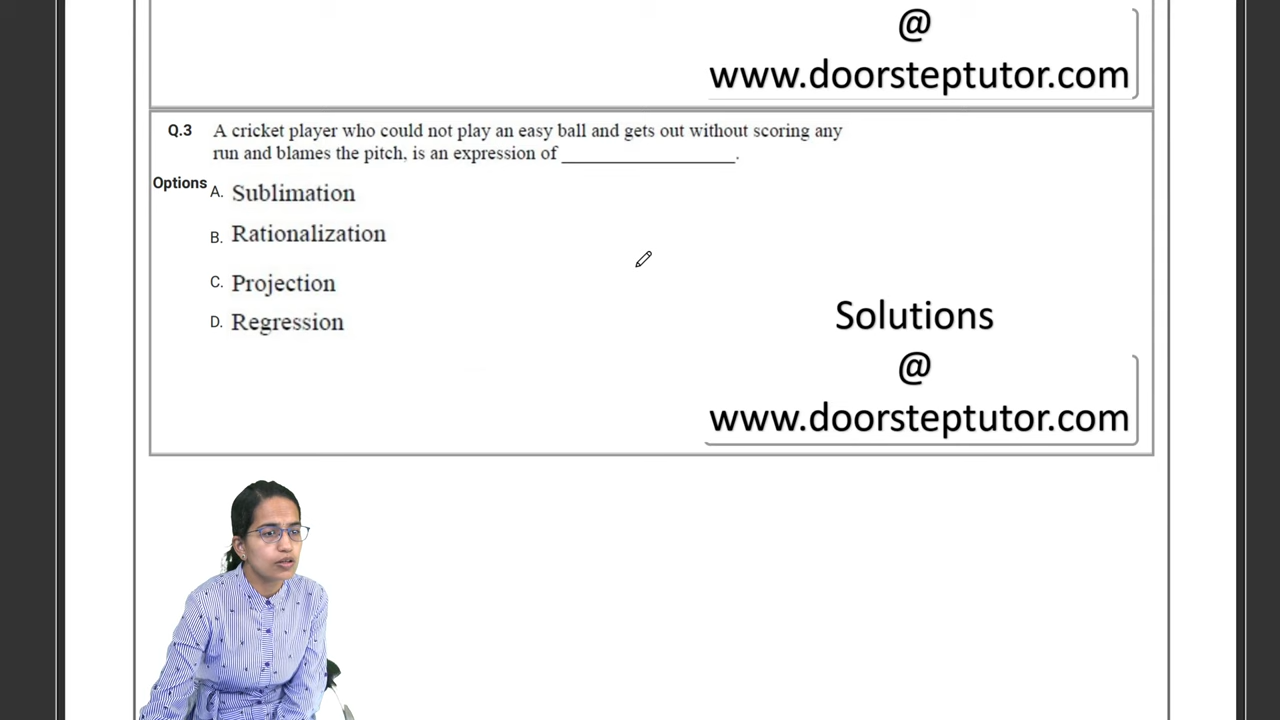 @
www.doorsteptutor.com
Q.3 A cricket player who could not play an easy ball and gets out without scoring any
run and blames the pitch, is an expression of ____________________.
Options A. Sublimation
B. Rationalization
C. Projection
D. Regression
Solutions
@
www.doorsteptutor.com